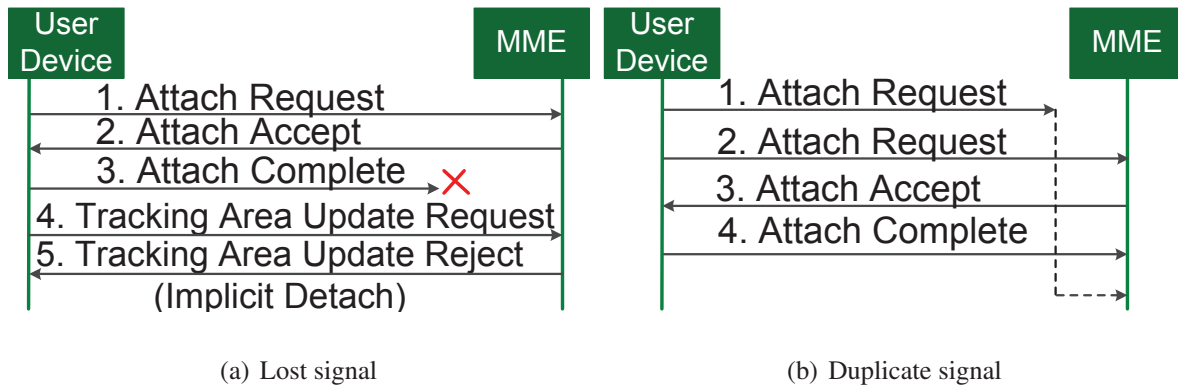 User
Device
MME
1. Attach Request
2. Attach Accept
3. Attach Complete
4. Tracking Area Update Request
5. Tracking Area Update Reject
(Implicit Detach)
(a) Lost signal
User
Device
MME
1. Attach Request
2. Attach Request
3. Attach Accept
4. Attach Complete
(b) Duplicate signal